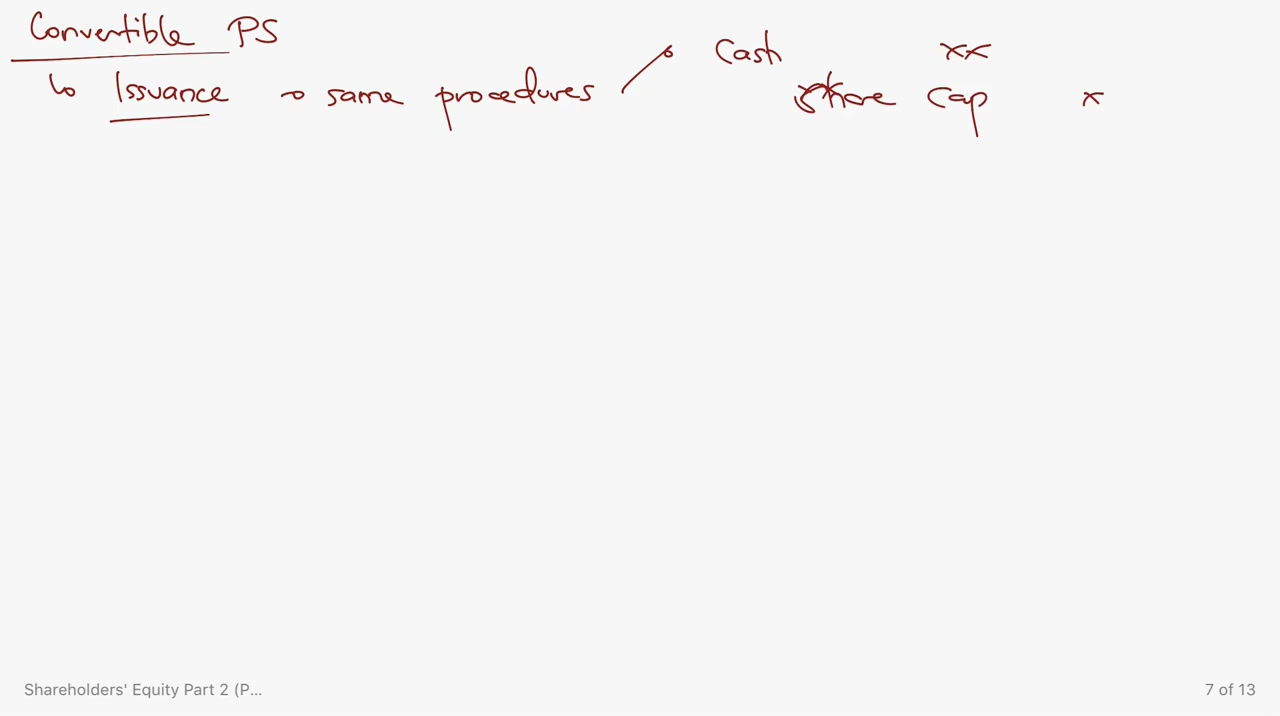 Convertible PS
Cash xx
↳ Issuance → same procedures
Share Cap x
Shareholders' Equity Part 2 (P...
7 of 13